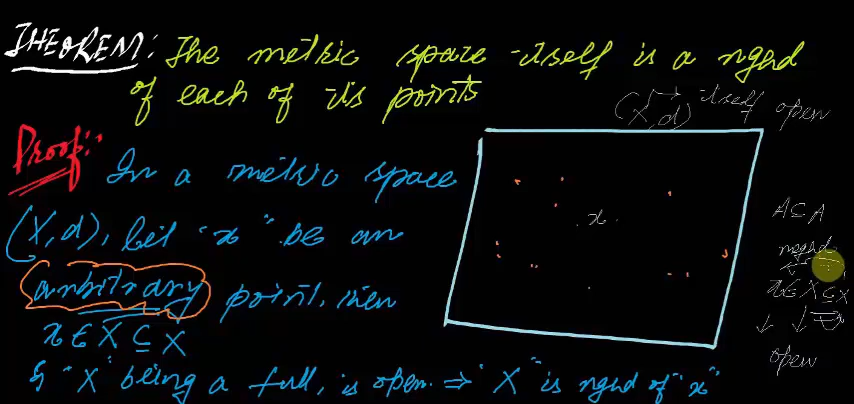 THEOREM: The metric space itself is a nghd
of each of its points
(X,d) itself open
Proof:- In a metric space
(X,d), let "x" be an
arbitrary point, then
x ∈ X ⊆ X
& "X" being a full, is open. ⇒ "X" is nghd of "x"
x
A ⊆ A
nghd
x ∈ X ⊆ X
↓ ↓
open